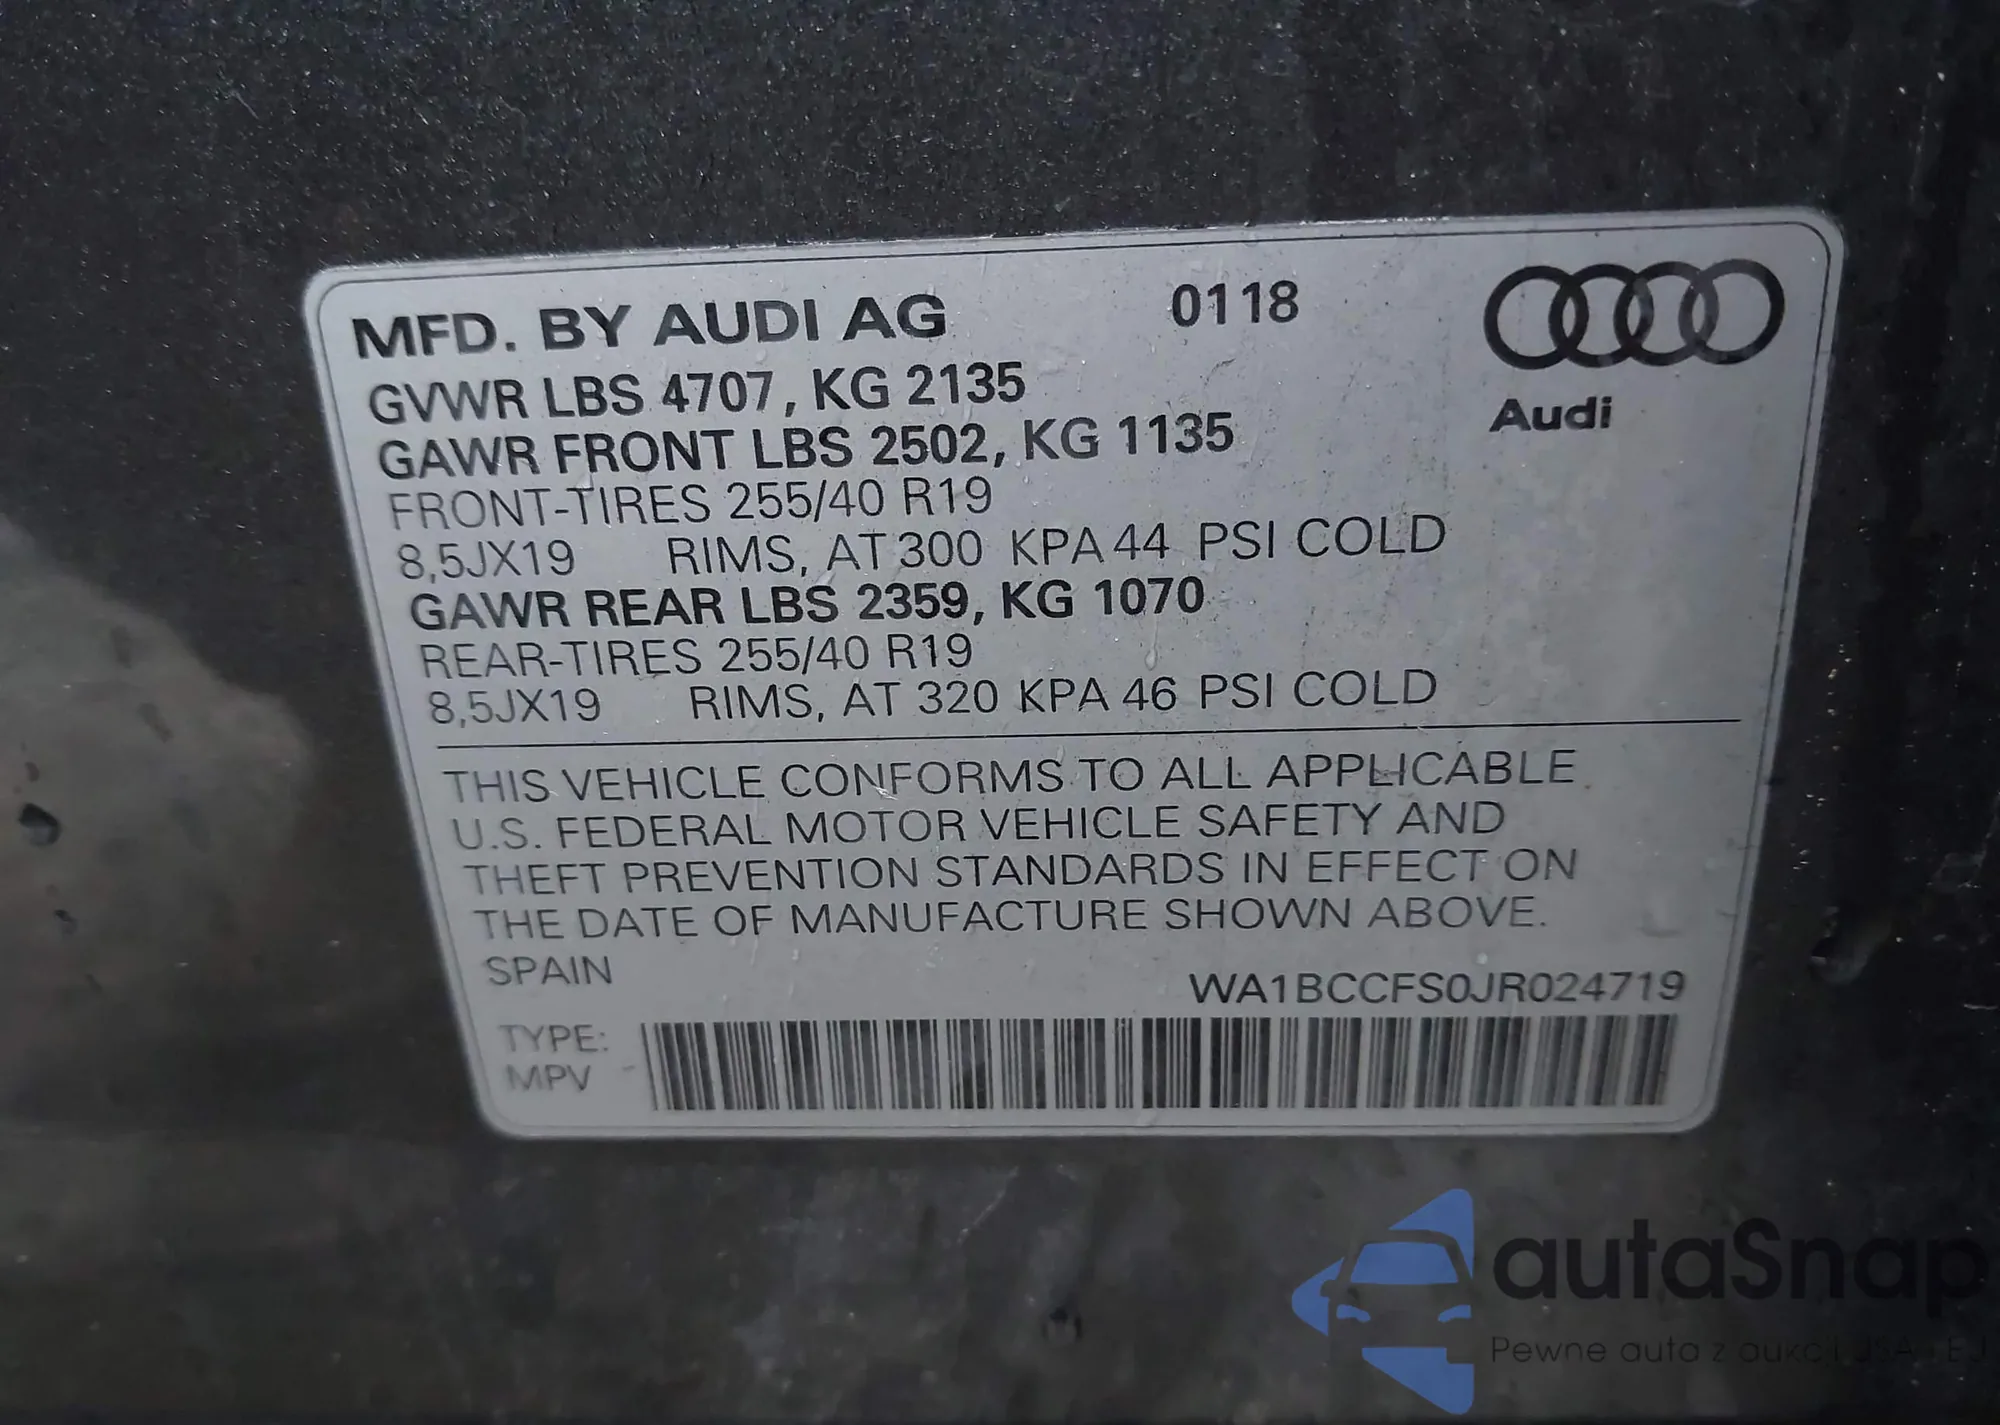 MFD. BY AUDI AG 0118
GVWR LBS 4707, KG 2135
GAWR FRONT LBS 2502, KG 1135
Audi
FRONT-TIRES 255/40 R19
8,5JX19 RIMS, AT 300 KPA 44 PSI COLD
GAWR REAR LBS 2359, KG 1070
REAR-TIRES 255/40 R19
8,5JX19 RIMS, AT 320 KPA 46 PSI COLD
THIS VEHICLE CONFORMS TO ALL APPLICABLE
U.S. FEDERAL MOTOR VEHICLE SAFETY AND
THEFT PREVENTION STANDARDS IN EFFECT ON
THE DATE OF MANUFACTURE SHOWN ABOVE.
SPAIN WA1BCCFS0JR024719
TYPE:
MPV
autaSnap
Pewne auta z aukcji USA